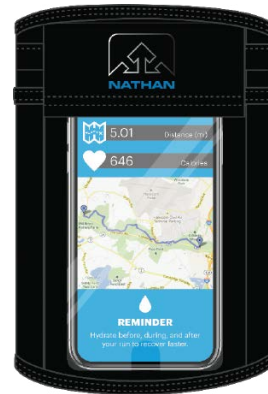 NATHAN
5.01 Distance (mi)
646 Calories
REMINDER
Hydrate before, during, and after
your run to recover faster.